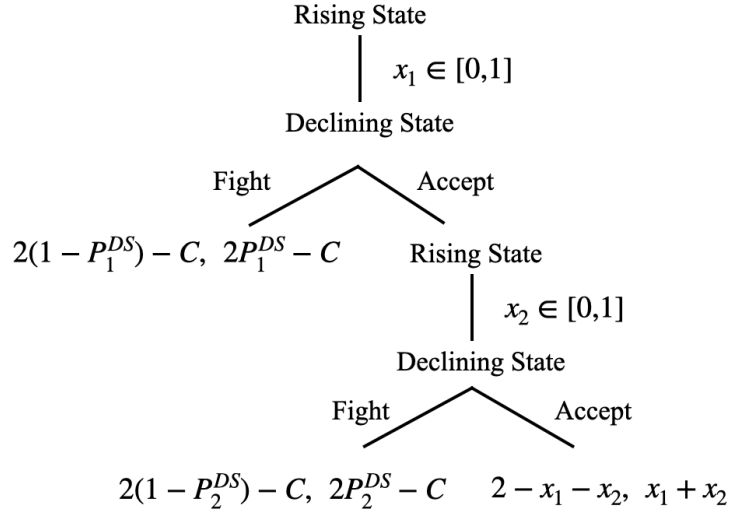 Rising State
x₁ ∈ [0,1]
Declining State
Fight Accept
2(1 − P₁^{DS}) − C, 2P₁^{DS} − C Rising State
x₂ ∈ [0,1]
Declining State
Fight Accept
2(1 − P₂^{DS}) − C, 2P₂^{DS} − C 2 − x₁ − x₂, x₁ + x₂